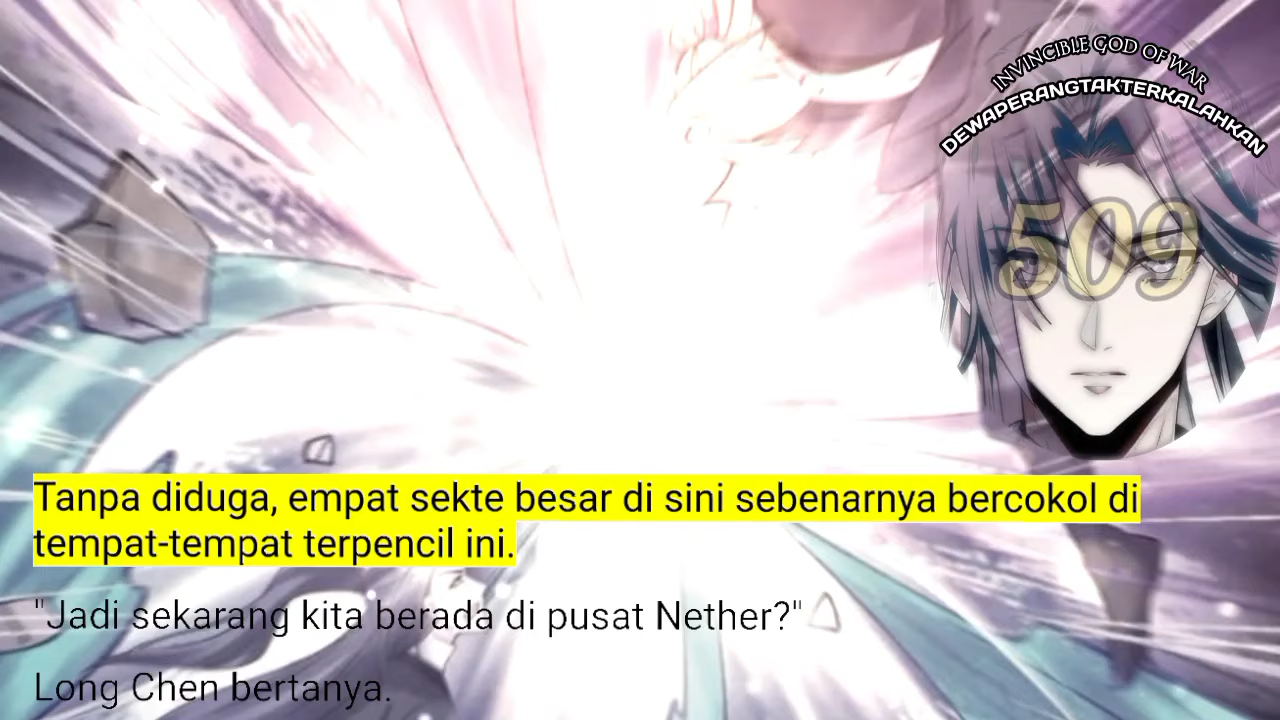 INVINCIBLE GOD OF WAR
DEWAPERANGTAKTERKALAHKAN
509
Tanpa diduga, empat sekte besar di sini sebenarnya bercokol di
tempat-tempat terpencil ini.
"Jadi sekarang kita berada di pusat Nether?"
Long Chen bertanya.